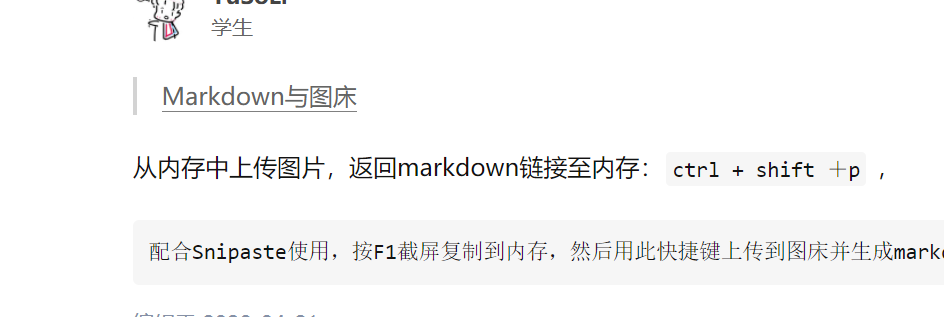 学生
Markdown与图床
从内存中上传图片，返回markdown链接至内存： ctrl + shift ＋p ，
配合Snipaste使用，按F1截屏复制到内存，然后用此快捷键上传到图床并生成mark